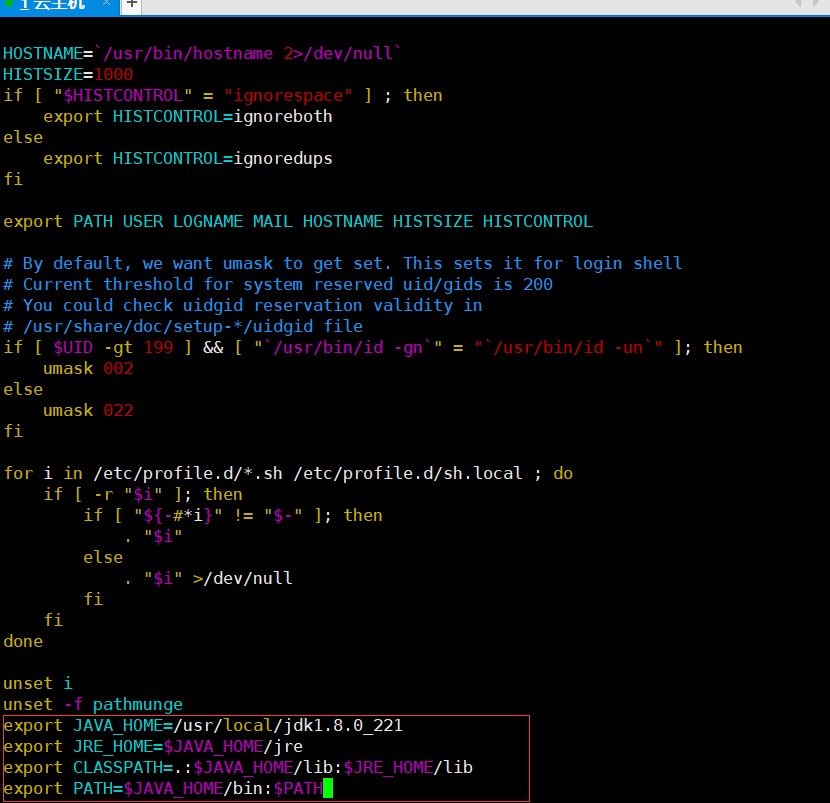 1 云主机 × +
HOSTNAME=`/usr/bin/hostname 2>/dev/null`
HISTSIZE=1000
if [ "$HISTCONTROL" = "ignorespace" ] ; then
    export HISTCONTROL=ignoreboth
else
    export HISTCONTROL=ignoredups
fi

export PATH USER LOGNAME MAIL HOSTNAME HISTSIZE HISTCONTROL

# By default, we want umask to get set. This sets it for login shell
# Current threshold for system reserved uid/gids is 200
# You could check uidgid reservation validity in
# /usr/share/doc/setup-*/uidgid file
if [ $UID -gt 199 ] && [ "`/usr/bin/id -gn`" = "`/usr/bin/id -un`" ]; then
    umask 002
else
    umask 022
fi

for i in /etc/profile.d/*.sh /etc/profile.d/sh.local ; do
    if [ -r "$i" ]; then
        if [ "${-#*i}" != "$-" ]; then
            . "$i"
        else
            . "$i" >/dev/null
        fi
    fi
done

unset i
unset -f pathmunge
export JAVA_HOME=/usr/local/jdk1.8.0_221
export JRE_HOME=$JAVA_HOME/jre
export CLASSPATH=.:$JAVA_HOME/lib:$JRE_HOME/lib
export PATH=$JAVA_HOME/bin:$PATH